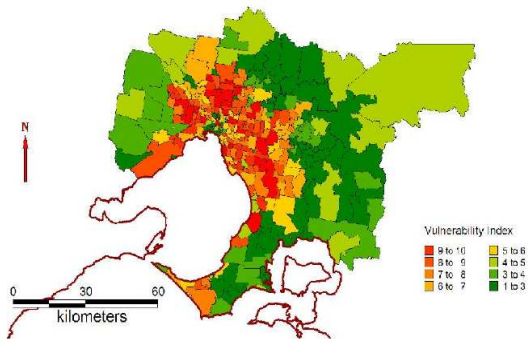 N
Vulnerability Index
9 to 10 5 to 6
8 to 9 4 to 5
7 to 8 3 to 4
6 to 7 1 to 3
0 30 60
kilometers